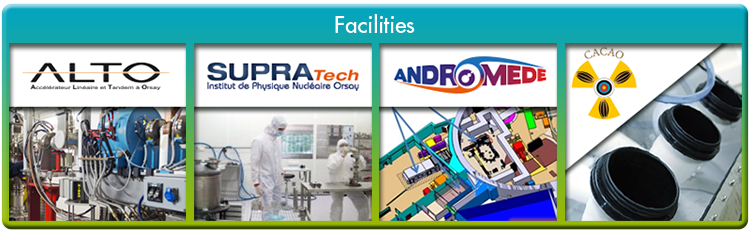 Facilities
ALTO
Accélérateur Linéaire et Tandem à Orsay
SUPRATech
Institut de Physique Nucléaire Orsay
ANDROMEDE
CACAO